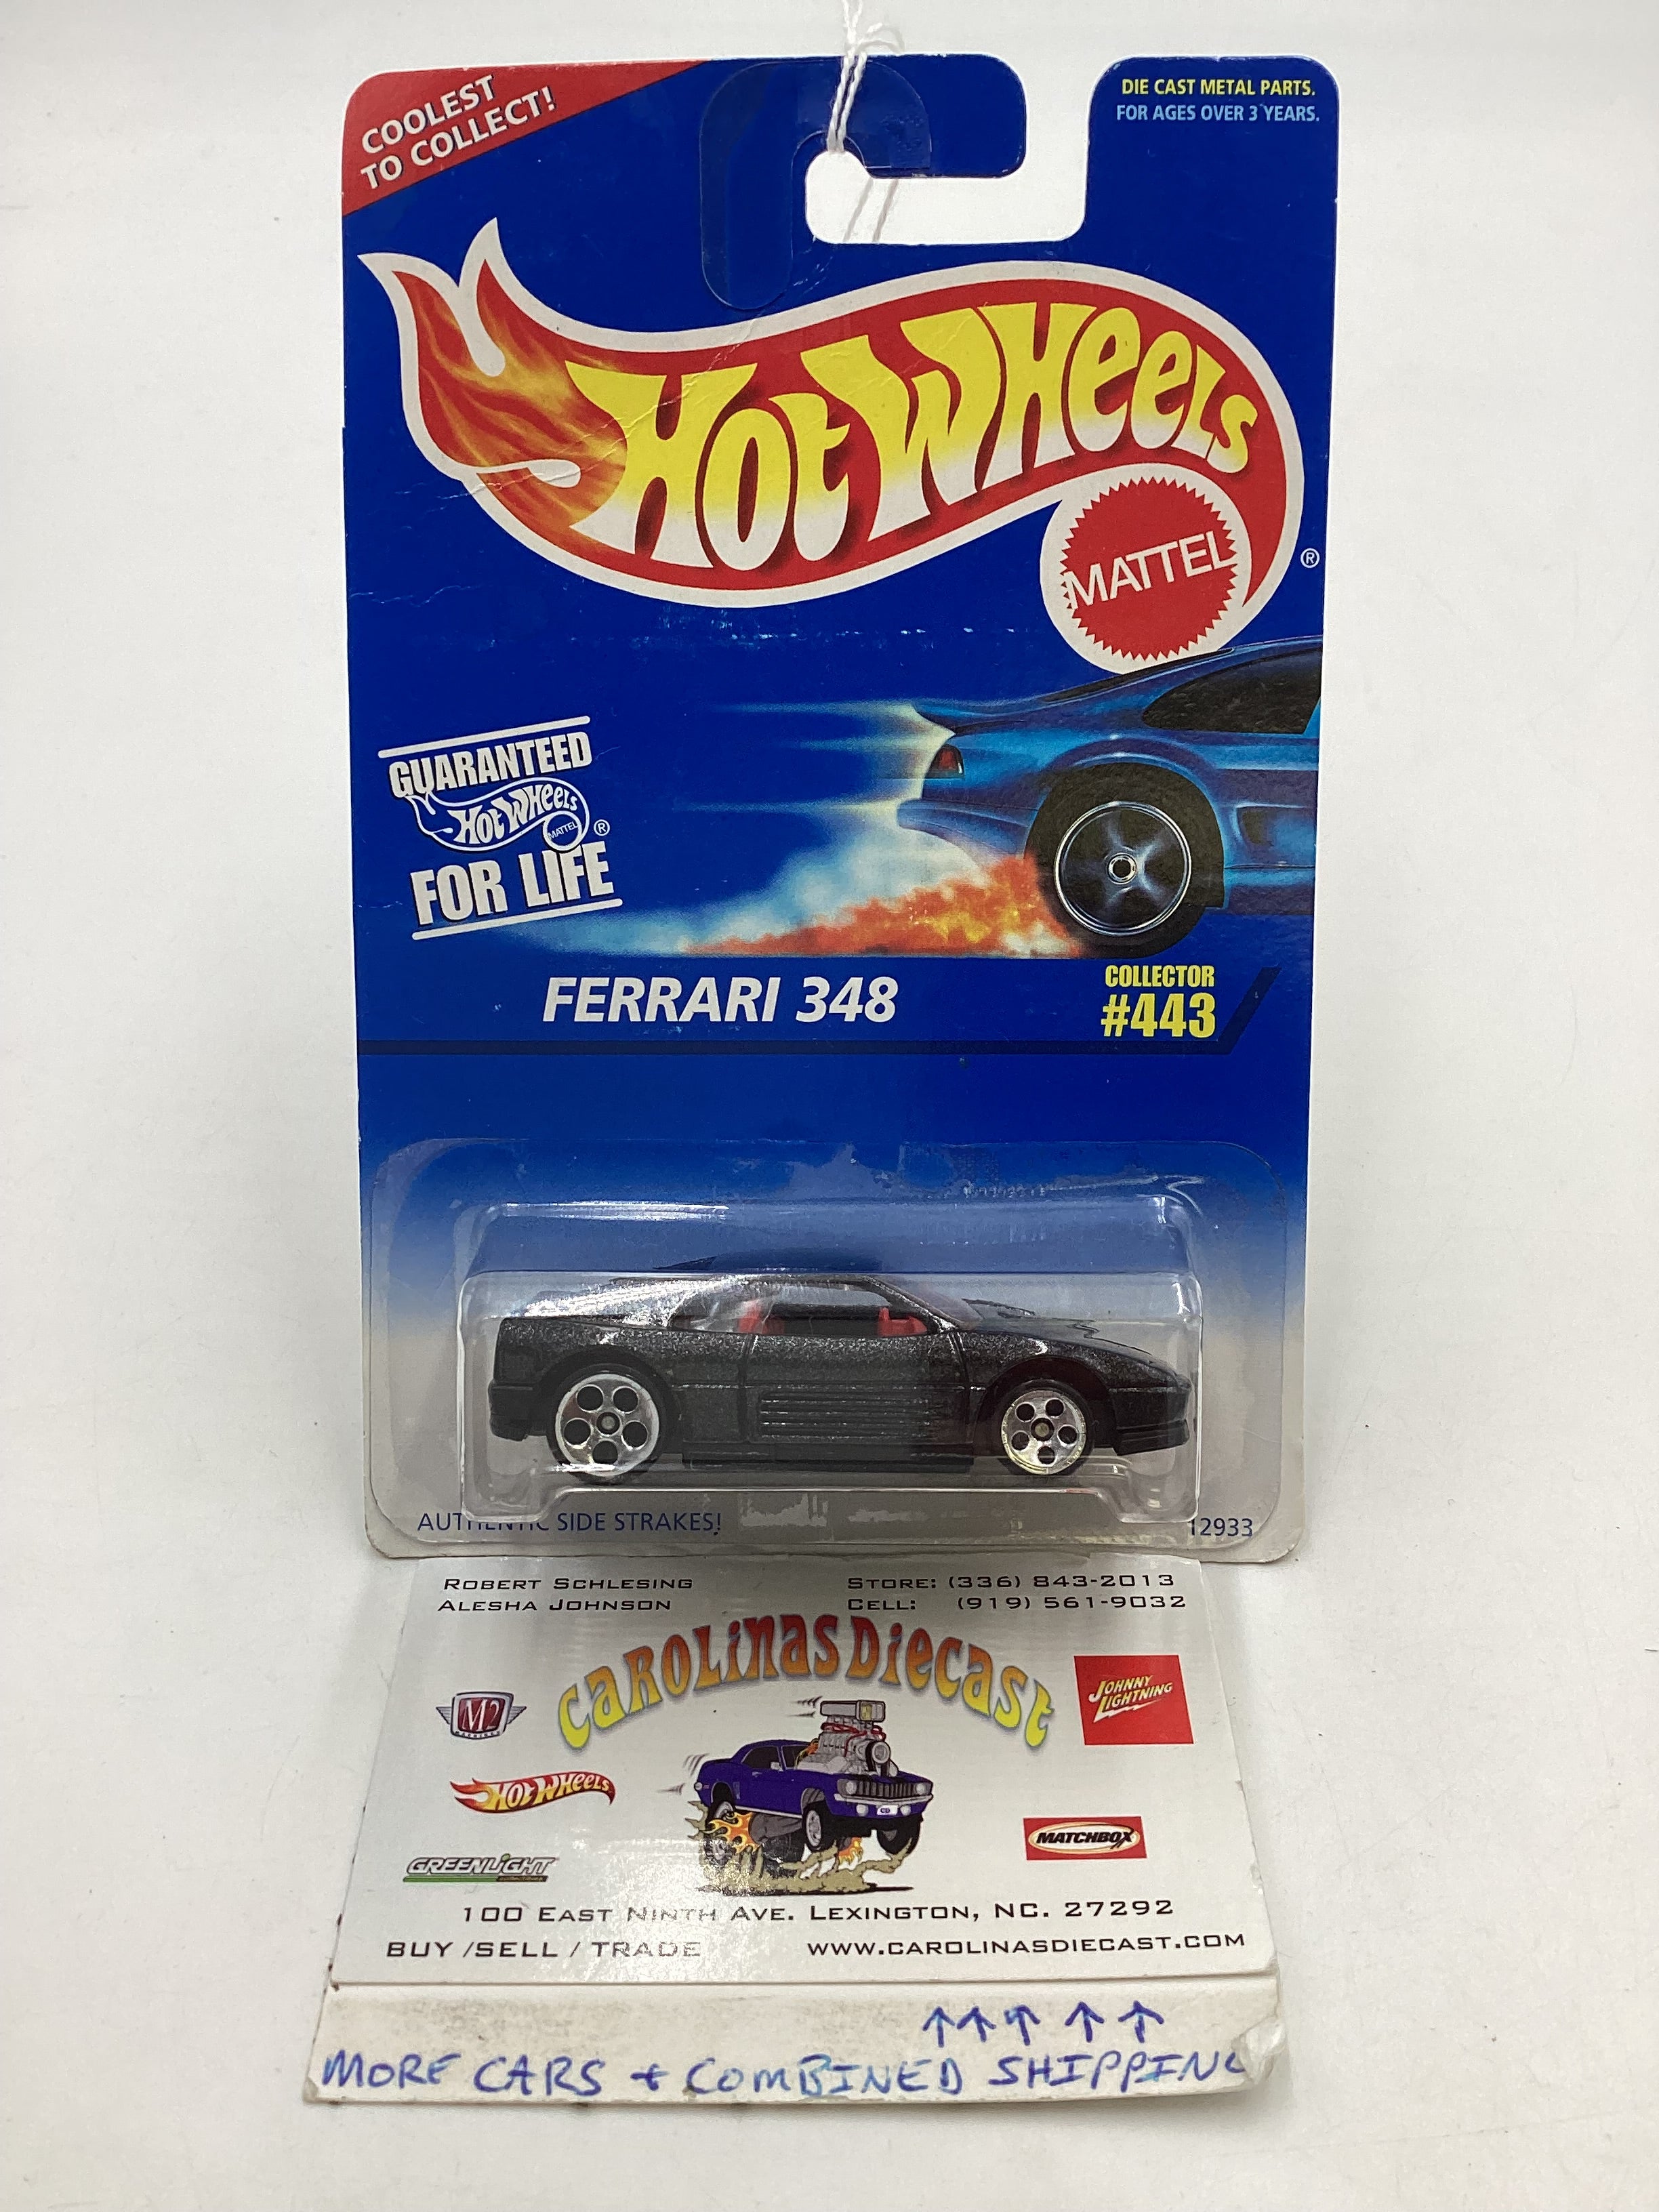 COOLEST
TO COLLECT!
DIE CAST METAL PARTS.
FOR AGES OVER 3 YEARS.
HOT WHEELS
MATTEL
®
GUARANTEED
HOT WHEELS
MATTEL ®
FOR LIFE
FERRARI 348
COLLECTOR
#443
AUTHENTIC SIDE STRAKES!
12933
ROBERT SCHLESING
ALESHA JOHNSON
STORE: (336) 843-2013
CELL: (919) 561-9032
CAROLINAS DIECAST
M2
JOHNNY
LIGHTNING
HOT WHEELS
MATCHBOX
GREENLIGHT
100 EAST NINTH AVE. LEXINGTON, NC. 27292
BUY /SELL / TRADE
WWW.CAROLINASDIECAST.COM
↑↑↑ ↑ ↑
MORE CARS + COMBINED SHIPPING